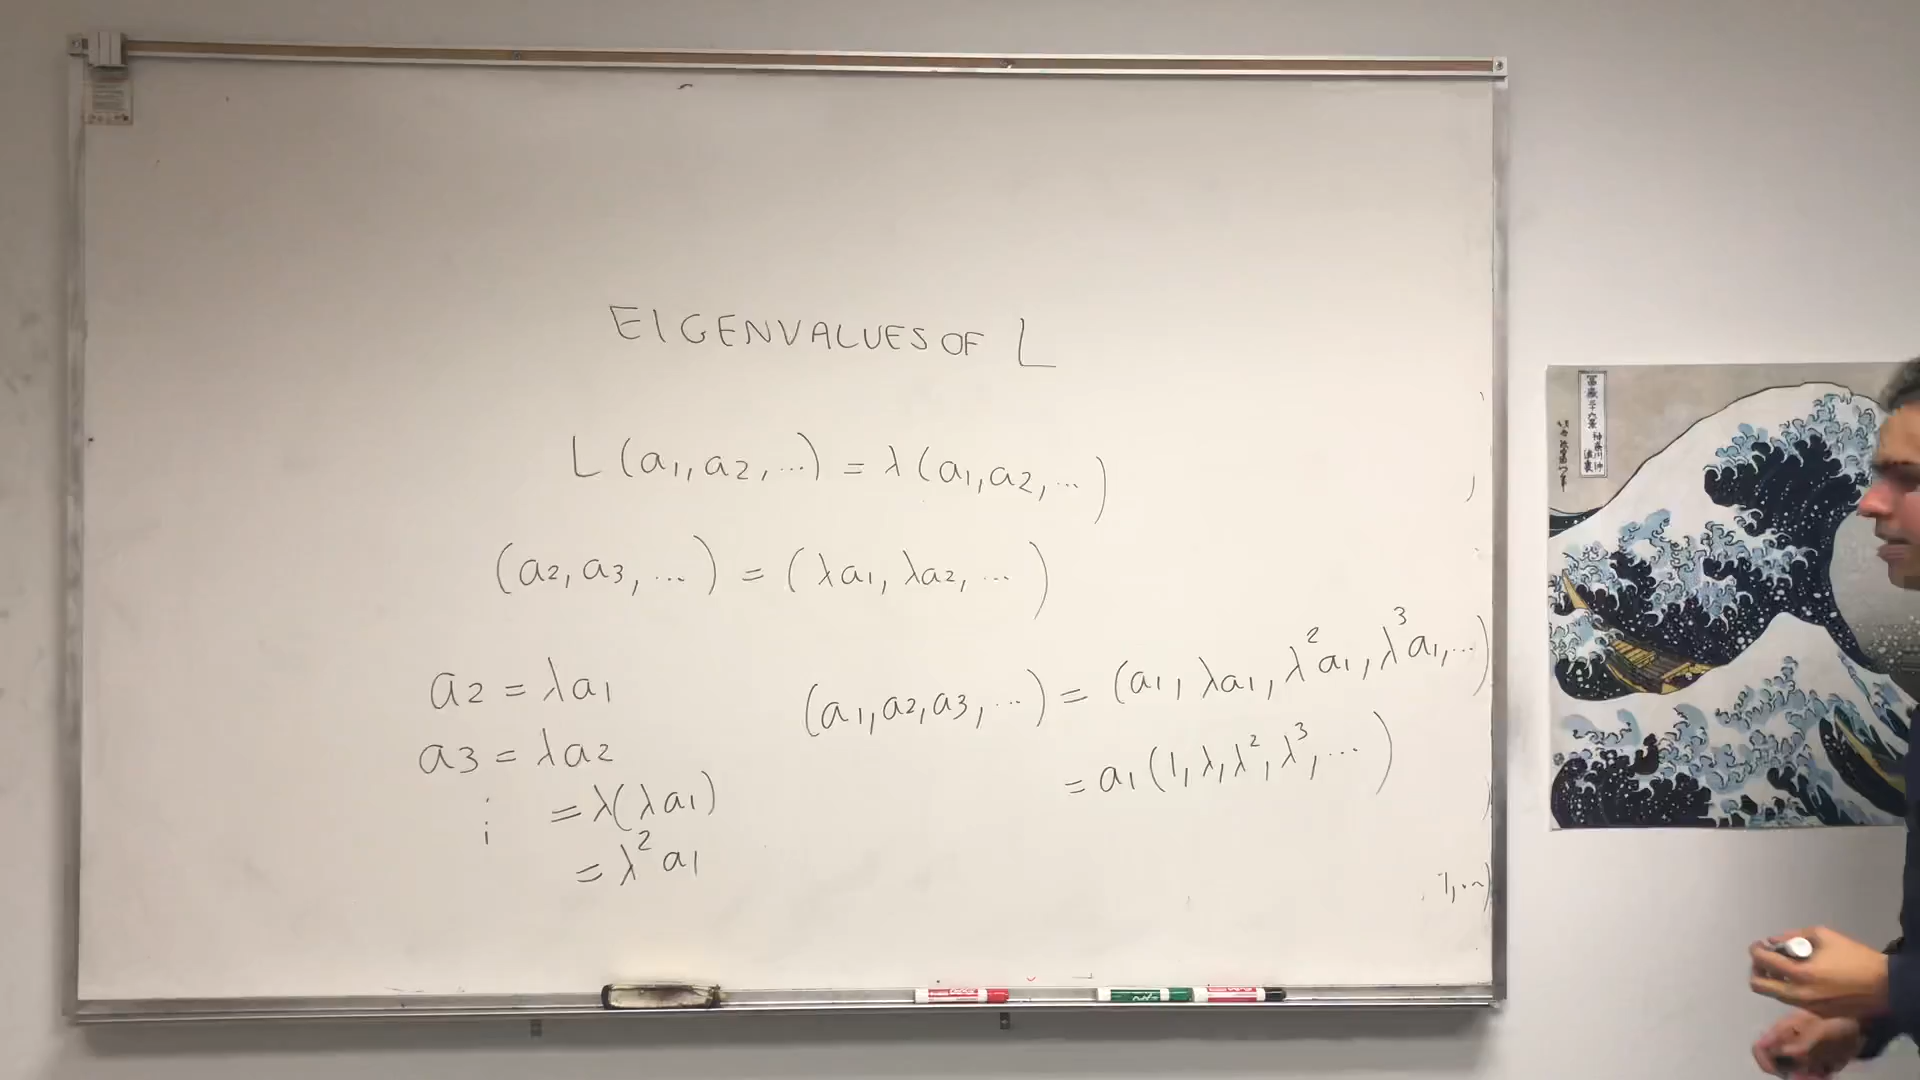 EIGENVALUES OF L
L(a1, a2, ...) = λ(a1, a2, ...)
(a2, a3, ...) = (λa1, λa2, ...)
a2 = λa1
a3 = λa2
⋮ = λ(λa1)
= λ²a1
(a1, a2, a3, ...) = (a1, λa1, λ²a1, λ³a1, ...)
= a1(1, λ, λ², λ³, ...)